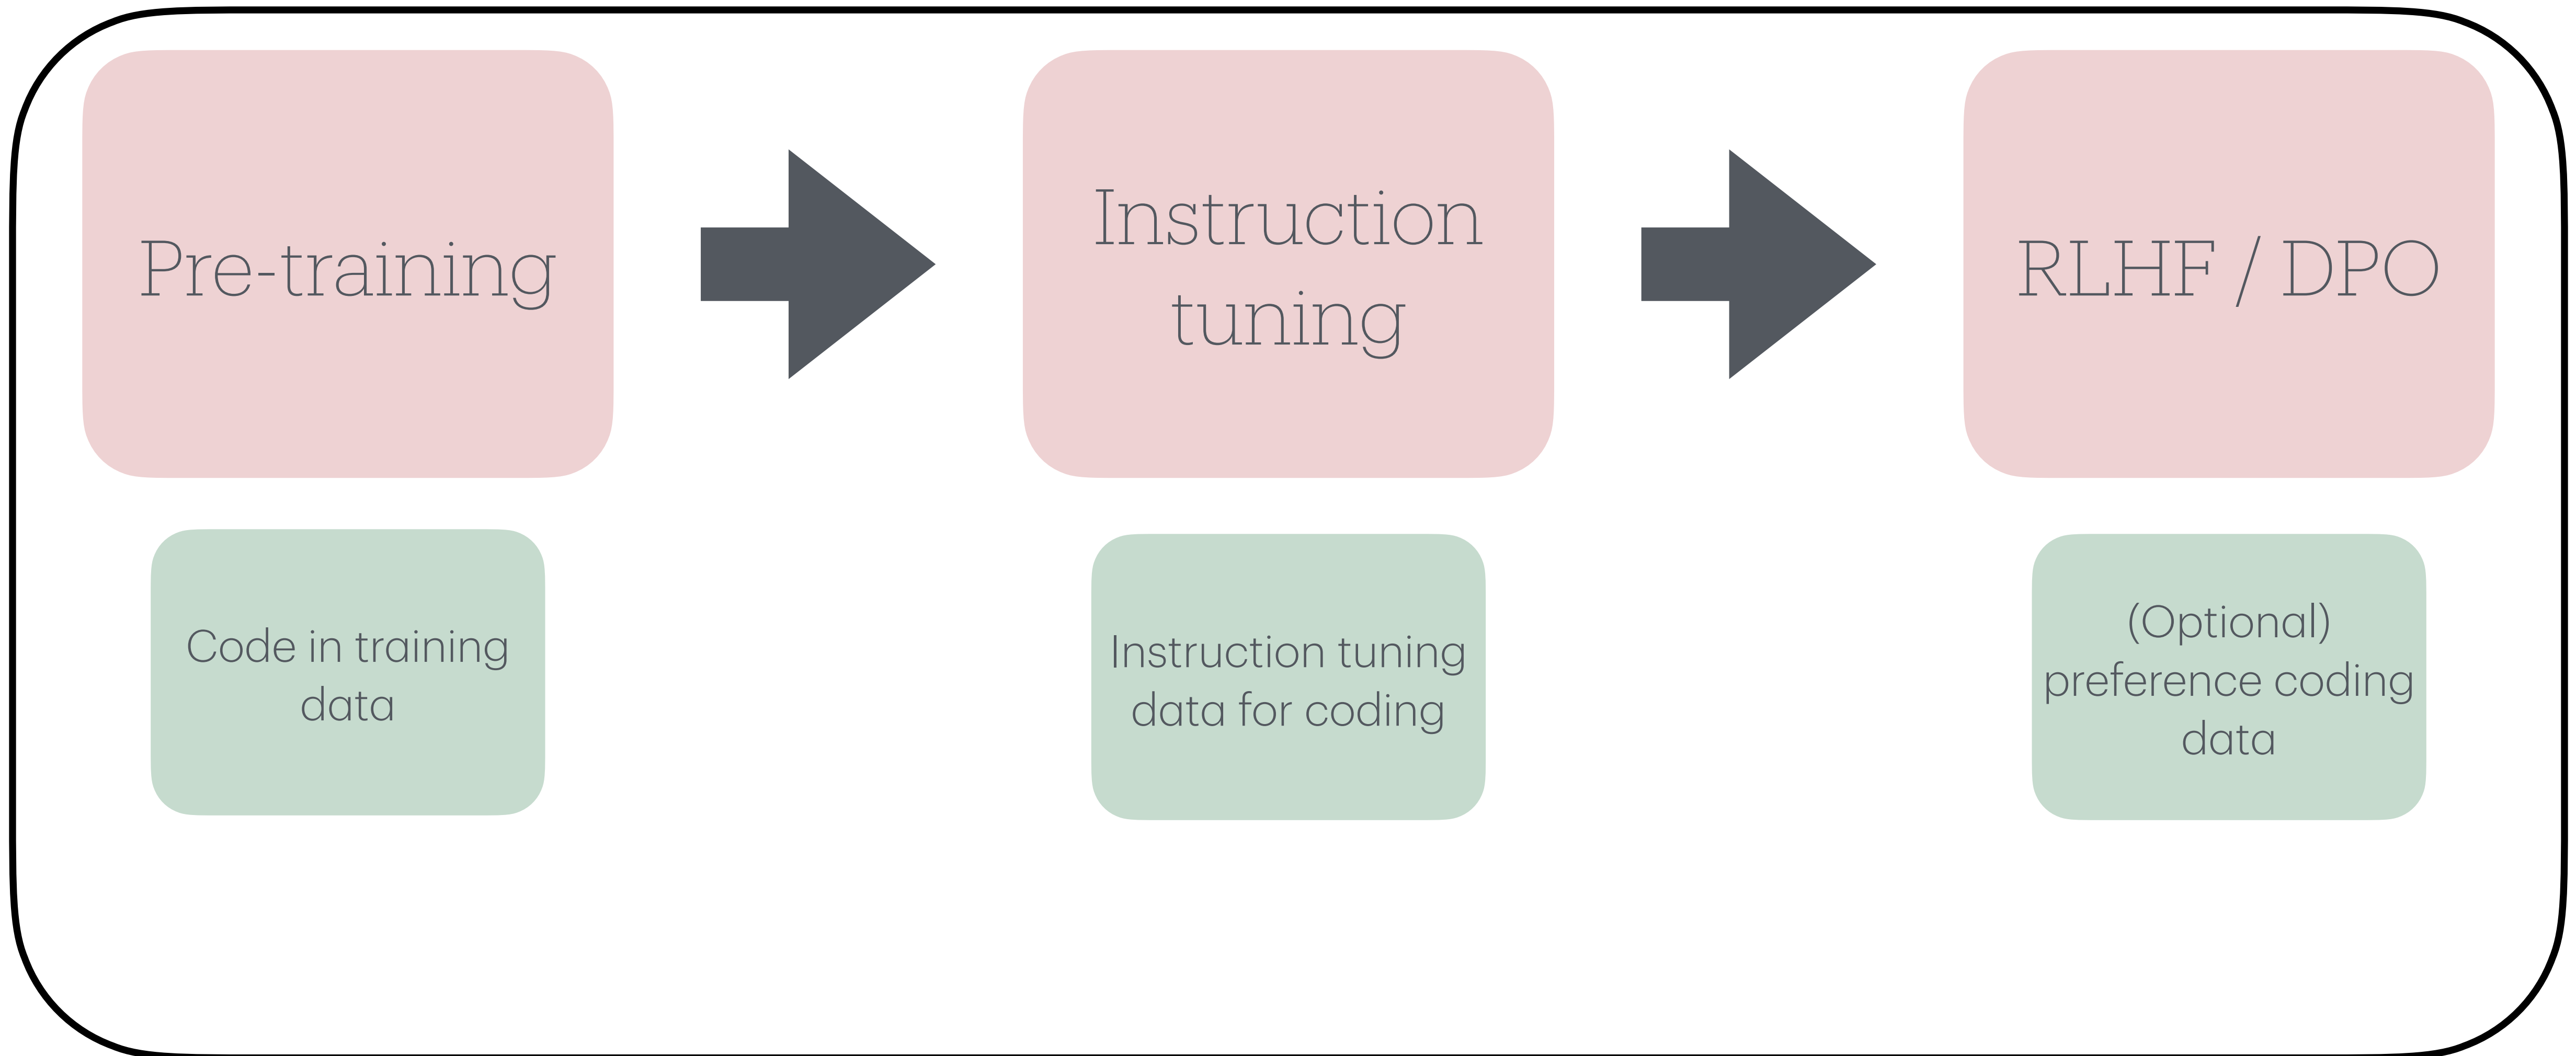 Pre-training
Instruction
tuning
RLHF / DPO
Code in training
data
Instruction tuning
data for coding
(Optional)
preference coding
data